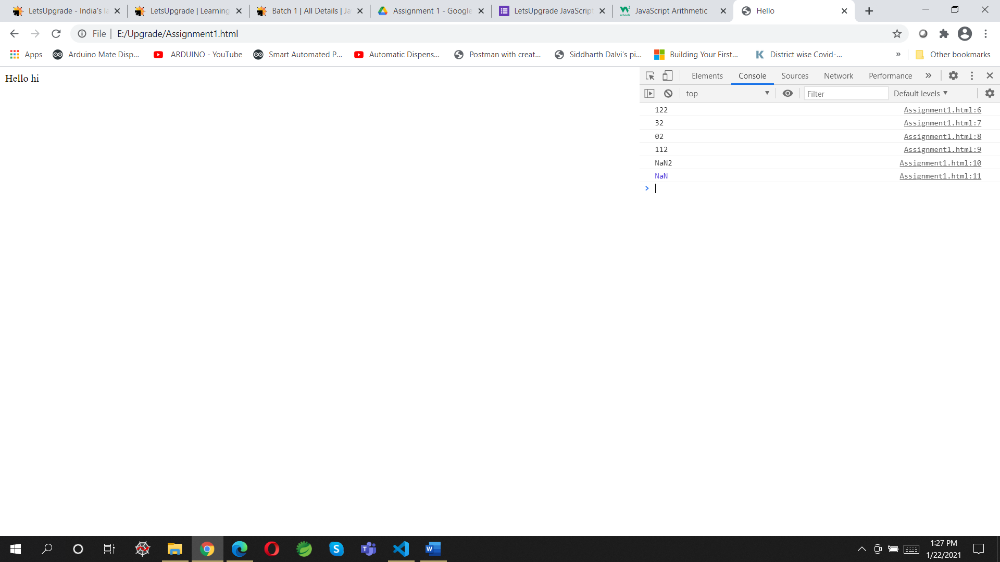 LetsUpgrade - India's la
LetsUpgrade | Learning
Batch 1 | All Details | Ja
Assignment 1 - Google
LetsUpgrade JavaScript
JavaScript Arithmetic
Hello
File | E:/Upgrade/Assignment1.html
Apps
Arduino Mate Disp...
ARDUINO - YouTube
Smart Automated P...
Automatic Dispens...
Postman with creat...
Siddharth Dalvi's pi...
Building Your First...
District wise Covid-...
»
Other bookmarks
Hello hi
Elements Console Sources Network Performance »
top Filter Default levels
122 Assignment1.html:6
32 Assignment1.html:7
02 Assignment1.html:8
112 Assignment1.html:9
NaN2 Assignment1.html:10
NaN Assignment1.html:11
>
1:27 PM
1/22/2021